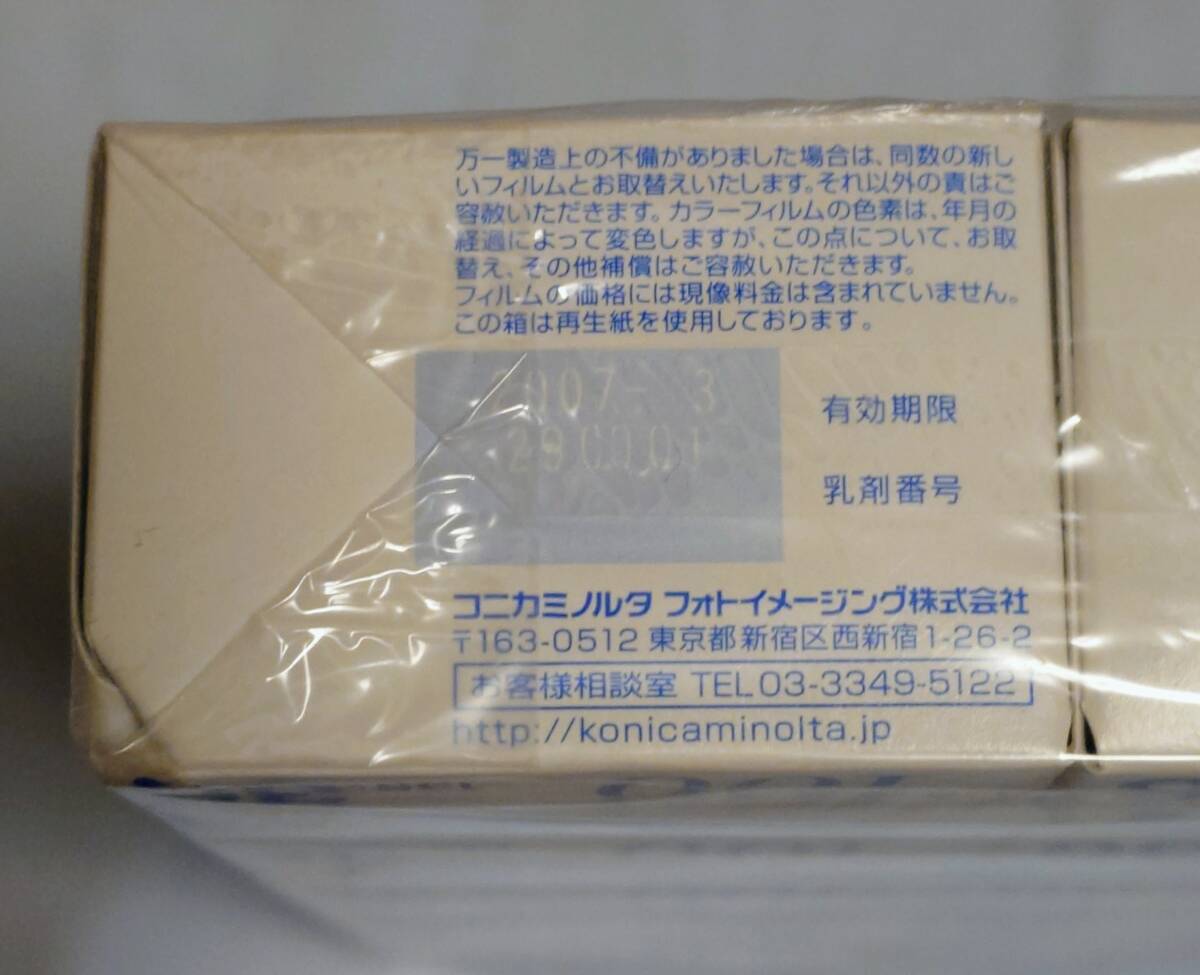 万一製造上の不備がありました場合は、同数の新し
いフィルムとお取替えいたします。それ以外の責はご
容赦いただきます。カラーフィルムの色素は、年月の
経過によって変色しますが、この点について、お取
替え、その他補償はご容赦いただきます。
フィルムの価格には現像料金は含まれていません。
この箱は再生紙を使用しております。
2007- 3 有効期限
乳剤番号
コニカミノルタ フォトイメージング株式会社
〒163-0512 東京都新宿区西新宿1-26-2
お客様相談室 TEL 03-3349-5122
http://konicaminolta.jp